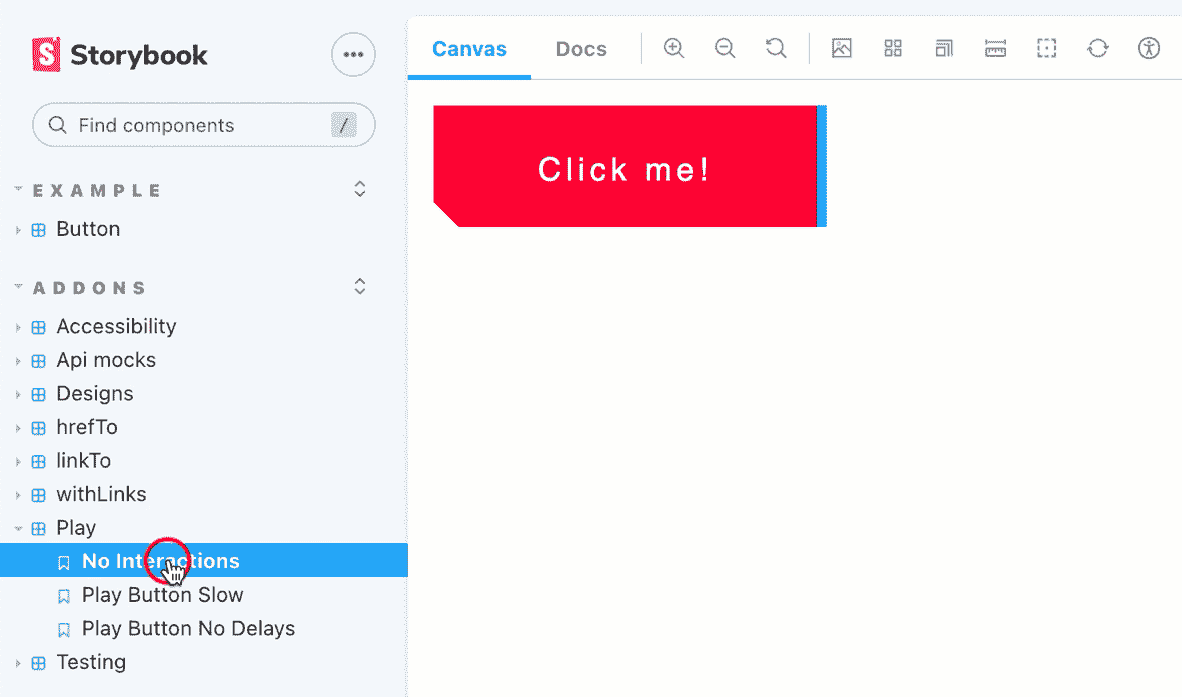 Storybook
Find components /
EXAMPLE
Button
ADDONS
Accessibility
Api mocks
Designs
hrefTo
linkTo
withLinks
Play
No Interactions
Play Button Slow
Play Button No Delays
Testing
Canvas Docs
Click me!